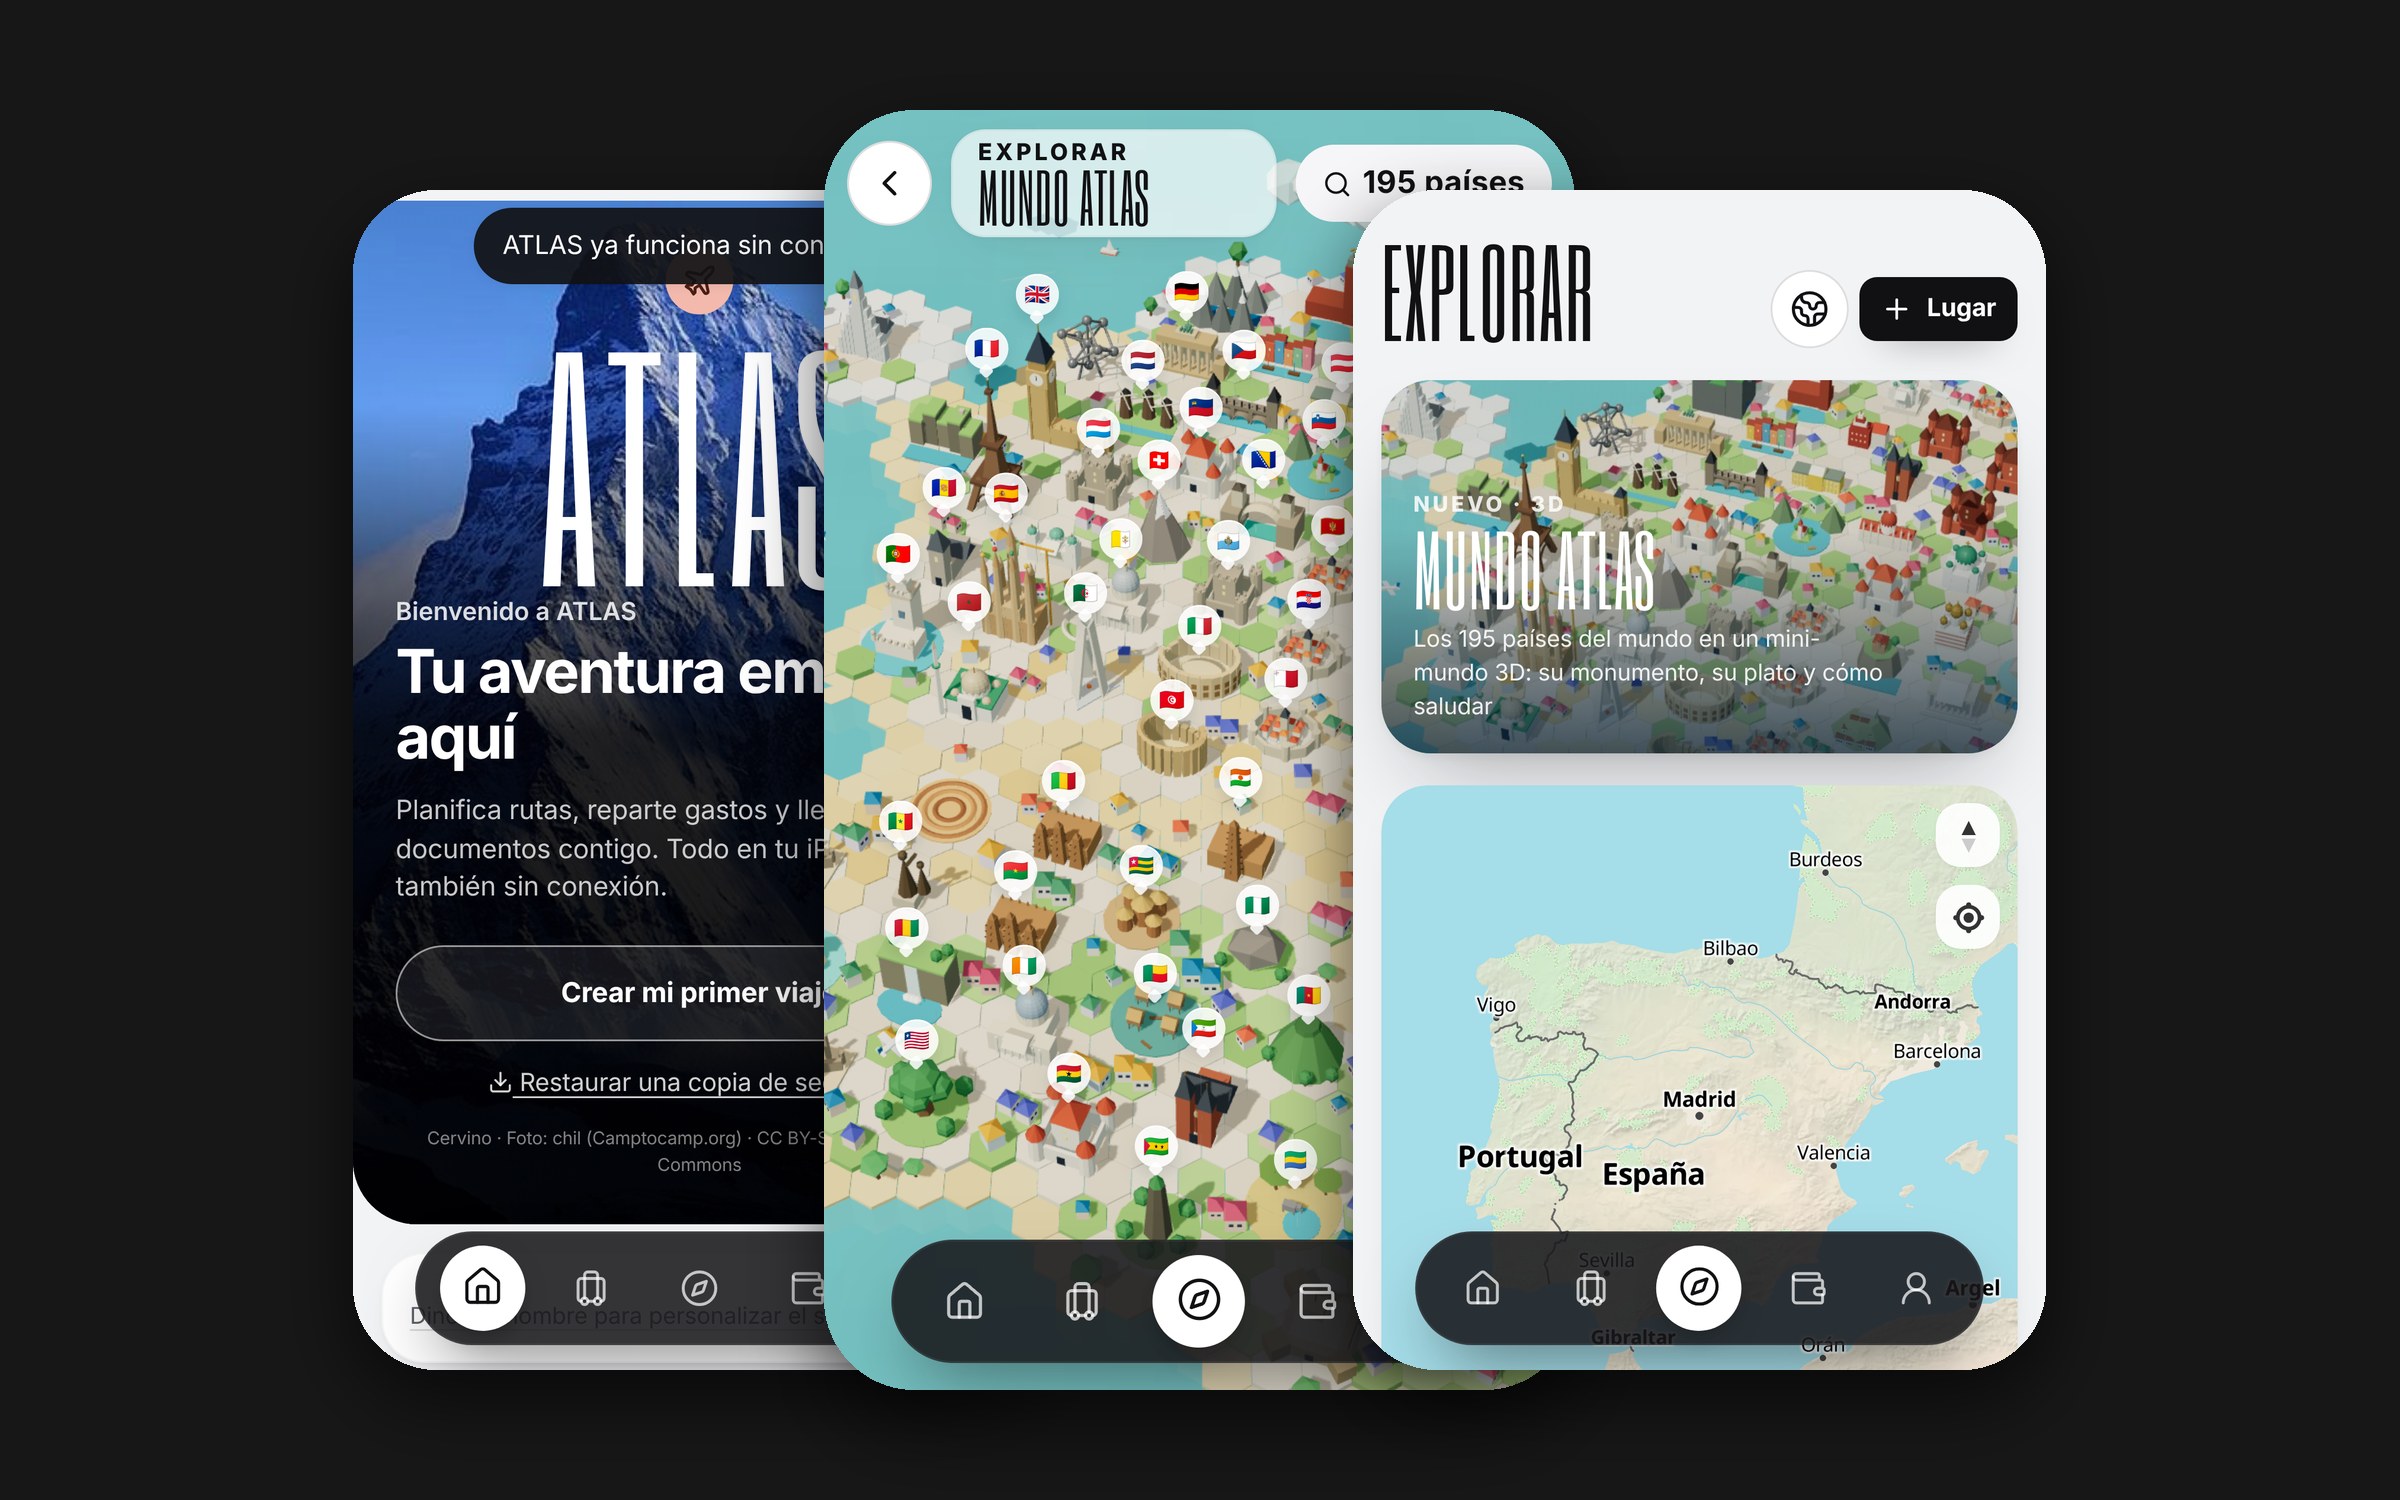 ATLAS ya funciona sin con
ATLAS
Bienvenido a ATLAS
Tu aventura em
aquí
Planifica rutas, reparte gastos y lle
documentos contigo. Todo en tu iP
también sin conexión.
Crear mi primer viaj
Restaurar una copia de se
Cervino · Foto: chil (Camptocamp.org) · CC BY-S
Commons
nombre para personalizar el s
EXPLORAR
MUNDO ATLAS
195 países
EXPLORAR
Lugar
NUEVO · 3D
MUNDO ATLAS
Los 195 países del mundo en un mini-
mundo 3D: su monumento, su plato y cómo
saludar
Burdeos
Bilbao
Vigo
Andorra
Barcelona
Madrid
Portugal
España
Valencia
Sevilla
Argel
Gibraltar
Orán